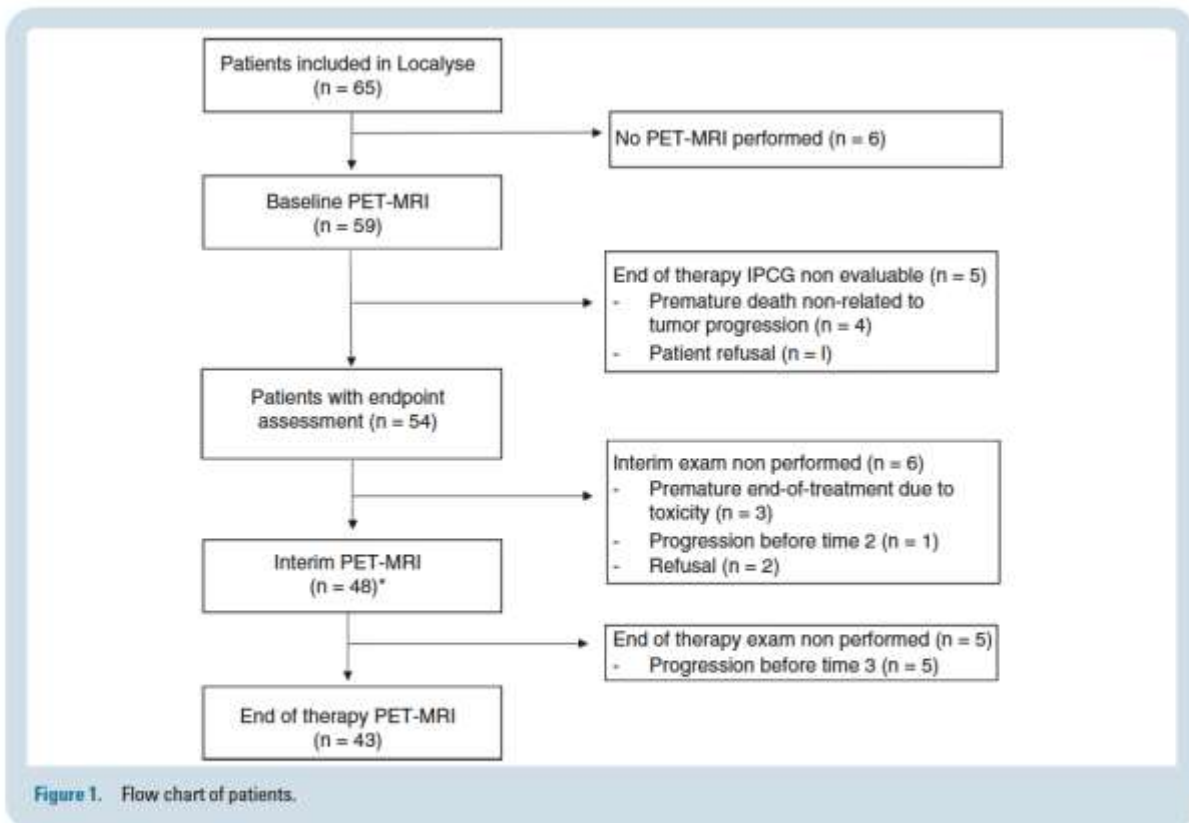 Patients included in Localyse
(n = 65)
No PET-MRI performed (n = 6)
Baseline PET-MRI
(n = 59)
End of therapy IPCG non evaluable (n = 5)
- Premature death non-related to
tumor progression (n = 4)
- Patient refusal (n = l)
Patients with endpoint
assessment (n = 54)
Interim exam non performed (n = 6)
- Premature end-of-treatment due to
toxicity (n = 3)
- Progression before time 2 (n = 1)
- Refusal (n = 2)
Interim PET-MRI
(n = 48)*
End of therapy exam non performed (n = 5)
- Progression before time 3 (n = 5)
End of therapy PET-MRI
(n = 43)
Figure 1. Flow chart of patients.